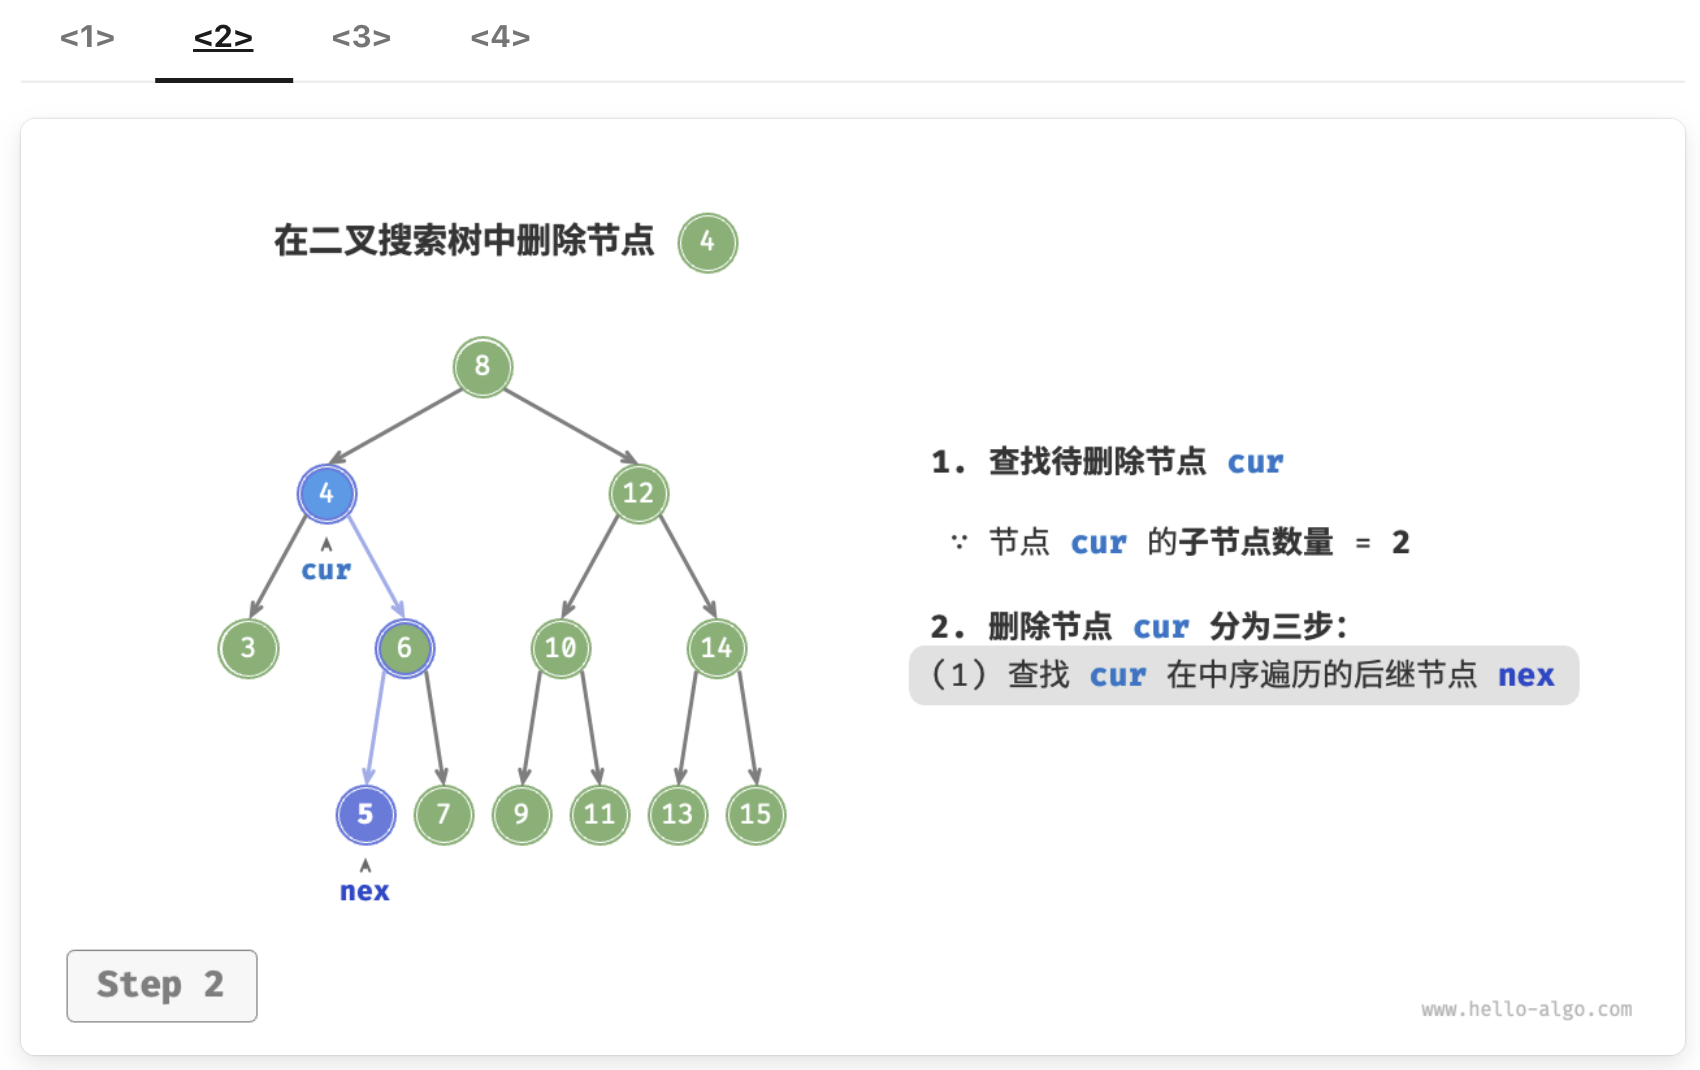 <1> <2> <3> <4>
在二叉搜索树中删除节点 4
8
4 12
cur
3 6 10 14
5 7 9 11 13 15
nex
1. 查找待删除节点 cur
∵ 节点 cur 的子节点数量 = 2
2. 删除节点 cur 分为三步：
(1) 查找 cur 在中序遍历的后继节点 nex
Step 2
www.hello-algo.com